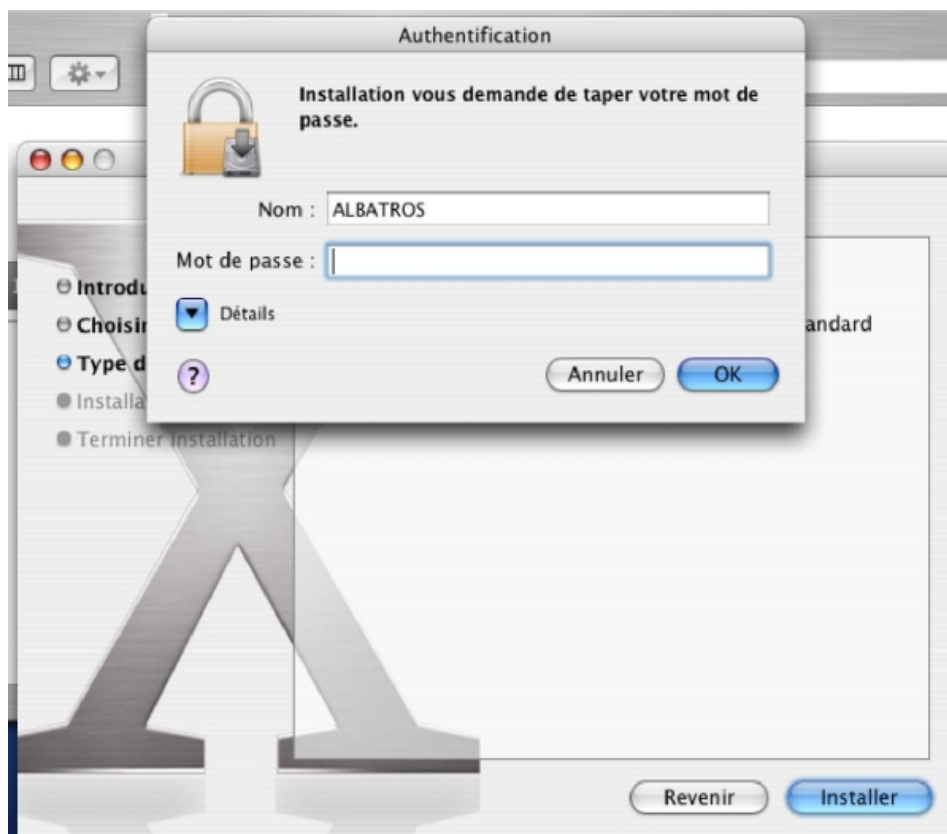 Authentification
Installation vous demande de taper votre mot de
passe.
Nom : ALBATROS
Mot de passe :
Détails
?
Annuler OK
Introdu
Choisir
andard
Type d
Installa
Terminer installation
Revenir Installer